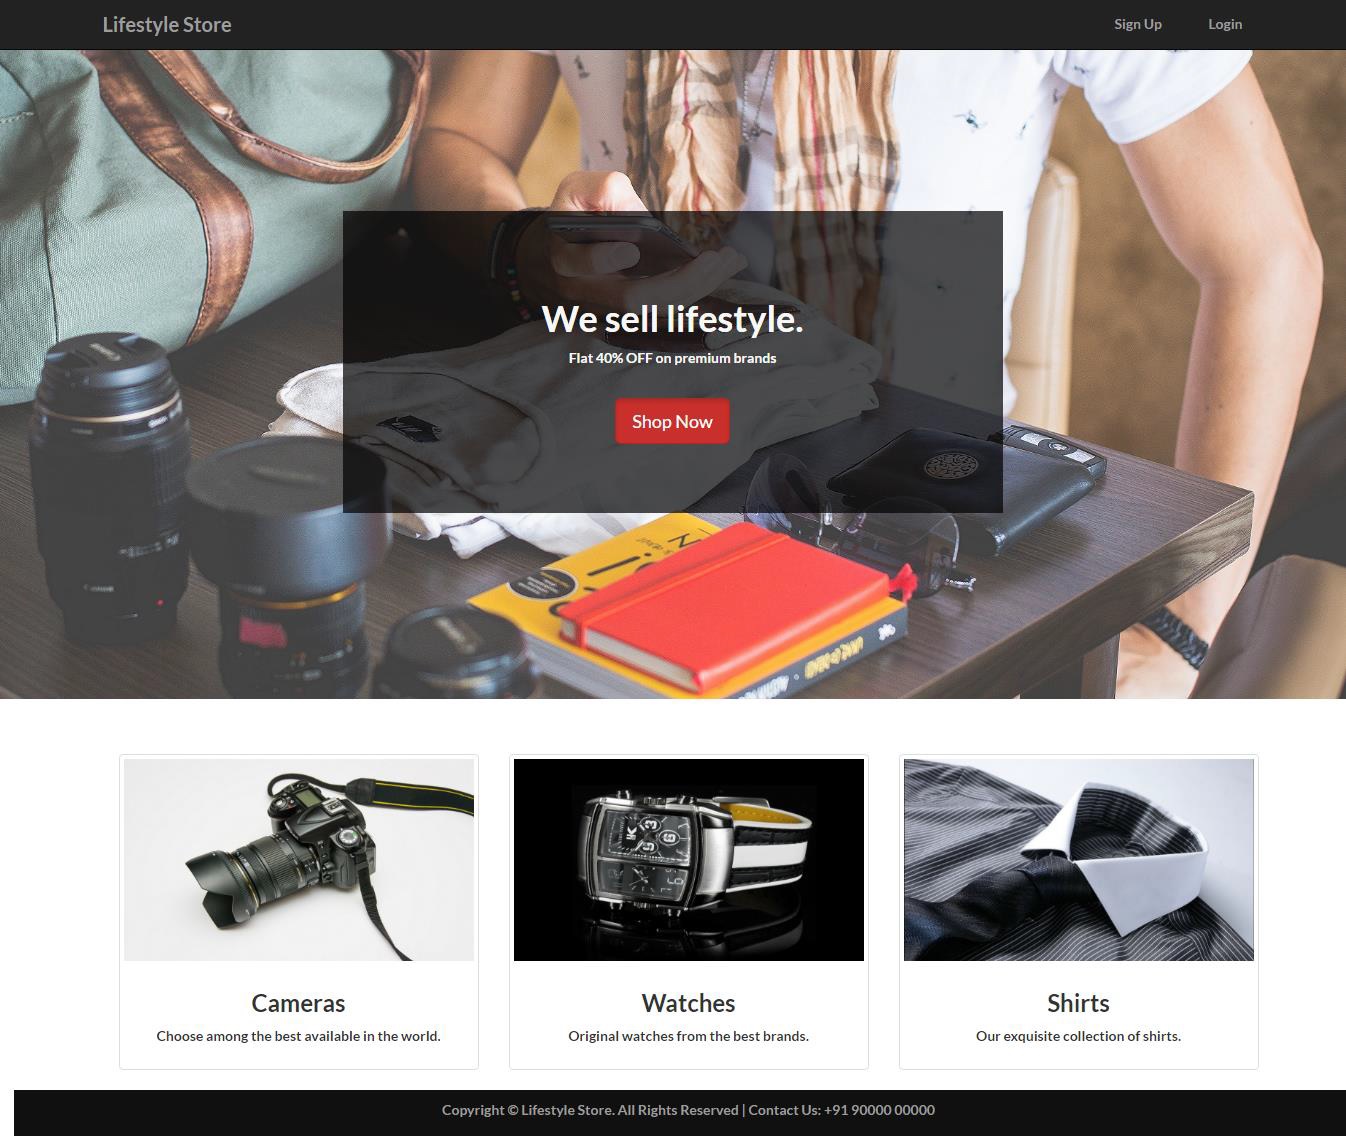 Lifestyle Store
Sign Up
Login
We sell lifestyle.
Flat 40% OFF on premium brands
Shop Now
Cameras
Choose among the best available in the world.
Watches
Original watches from the best brands.
Shirts
Our exquisite collection of shirts.
Copyright © Lifestyle Store. All Rights Reserved | Contact Us: +91 90000 00000